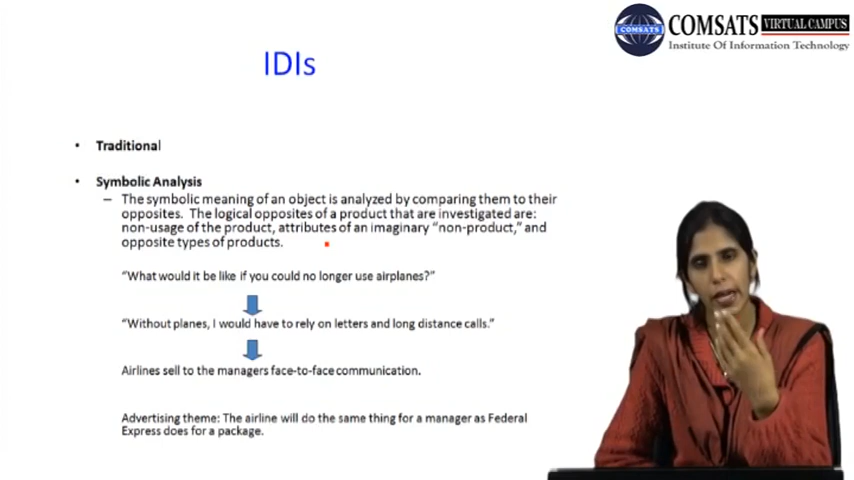 COMSATS
COMSATS VIRTUAL CAMPUS
Institute Of Information Technology
IDIs
• Traditional
• Symbolic Analysis
– The symbolic meaning of an object is analyzed by comparing them to their
opposites. The logical opposites of a product that are investigated are:
non-usage of the product, attributes of an imaginary “non-product,” and
opposite types of products.
“What would it be like if you could no longer use airplanes?”
“Without planes, I would have to rely on letters and long distance calls.”
Airlines sell to the managers face-to-face communication.
Advertising theme: The airline will do the same thing for a manager as Federal
Express does for a package.